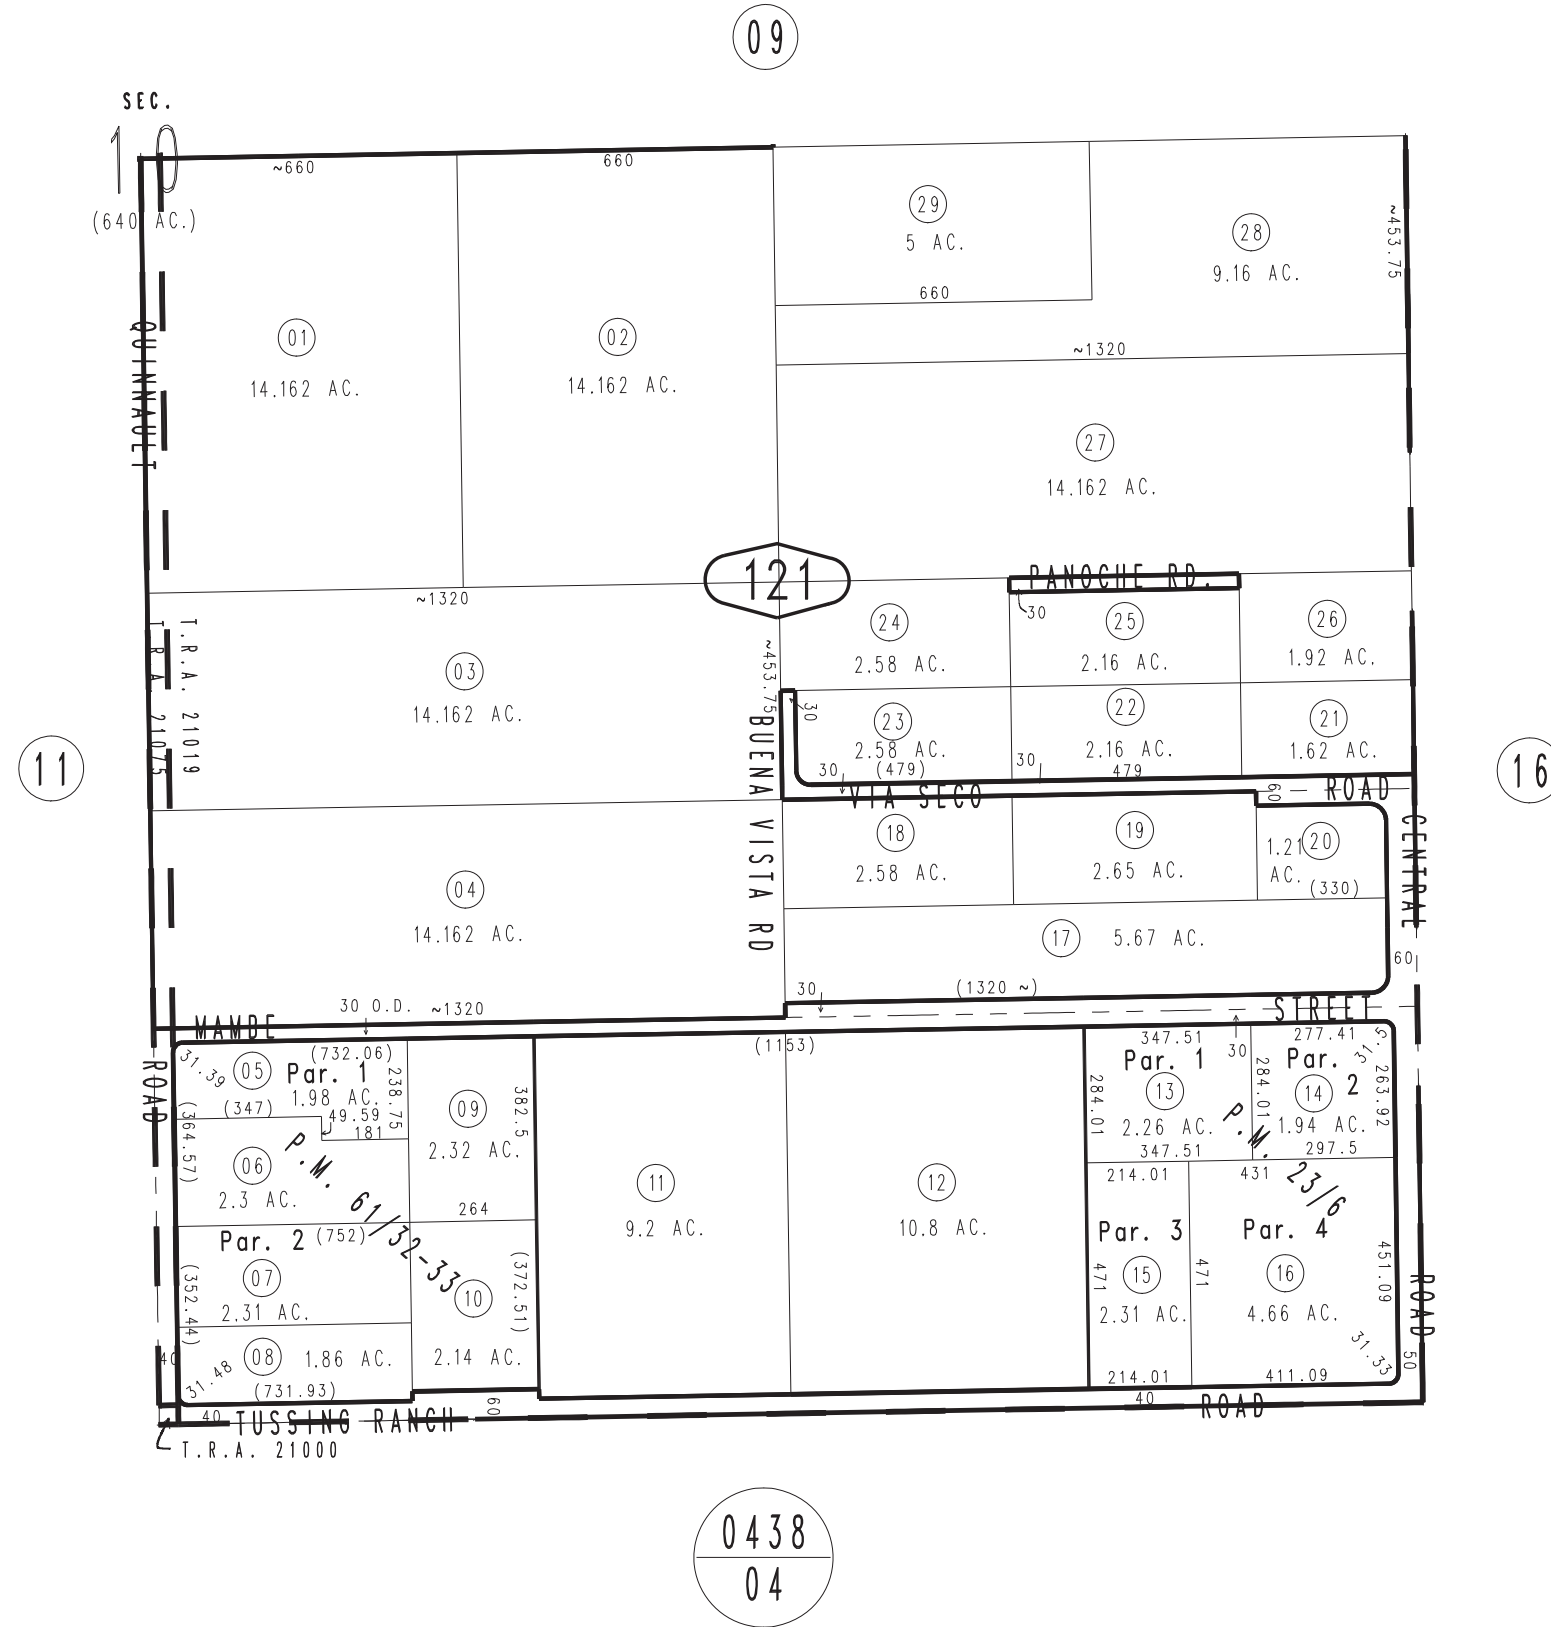 09
SEC.
10
(640 AC.)
~660
660
29
5 AC.
660
28
9.16 AC.
~453.75
QUINNAULT
01
14.162 AC.
02
14.162 AC.
~1320
27
14.162 AC.
121
PANOCHE RD.
30
~1320
T.R.A. 21075
T.R.A. 21019
03
14.162 AC.
~453.75
24
2.58 AC.
25
2.16 AC.
26
1.92 AC.
30
23
2.58 AC.
(479)
22
2.16 AC.
479
21
1.62 AC.
30
30
11
16
BUENA VISTA RD
VIA SECO
60
ROAD
CENTRAL
18
2.58 AC.
19
2.65 AC.
20
1.21
AC.
(330)
04
14.162 AC.
17 5.67 AC.
60
30
(1320 ~)
30 O.D. ~1320
MAMBE
STREET
(1153)
30
ROAD
31.39
05
(732.06)
Par. 1
1.98 AC.
(347)
49.59
181
238.75
(364.57)
06
2.3 AC.
P.M. 61/32-33
09
2.32 AC.
382.5
264
Par. 2 (752)
07
2.31 AC.
(352.44)
10
2.14 AC.
(372.51)
08 1.86 AC.
31.48
(731.93)
40
11
9.2 AC.
12
10.8 AC.
347.51
Par. 1
13
2.26 AC.
347.51
284.01
284.01
277.41
31.5
Par. 2
14
1.94 AC.
297.5
263.92
P.M. 23/6
214.01
431
Par. 3
15
2.31 AC.
471
471
214.01
Par. 4
16
4.66 AC.
451.09
31.33
411.09
ROAD
50
40 TUSSING RANCH
60
40
ROAD
T.R.A. 21000
0438
04